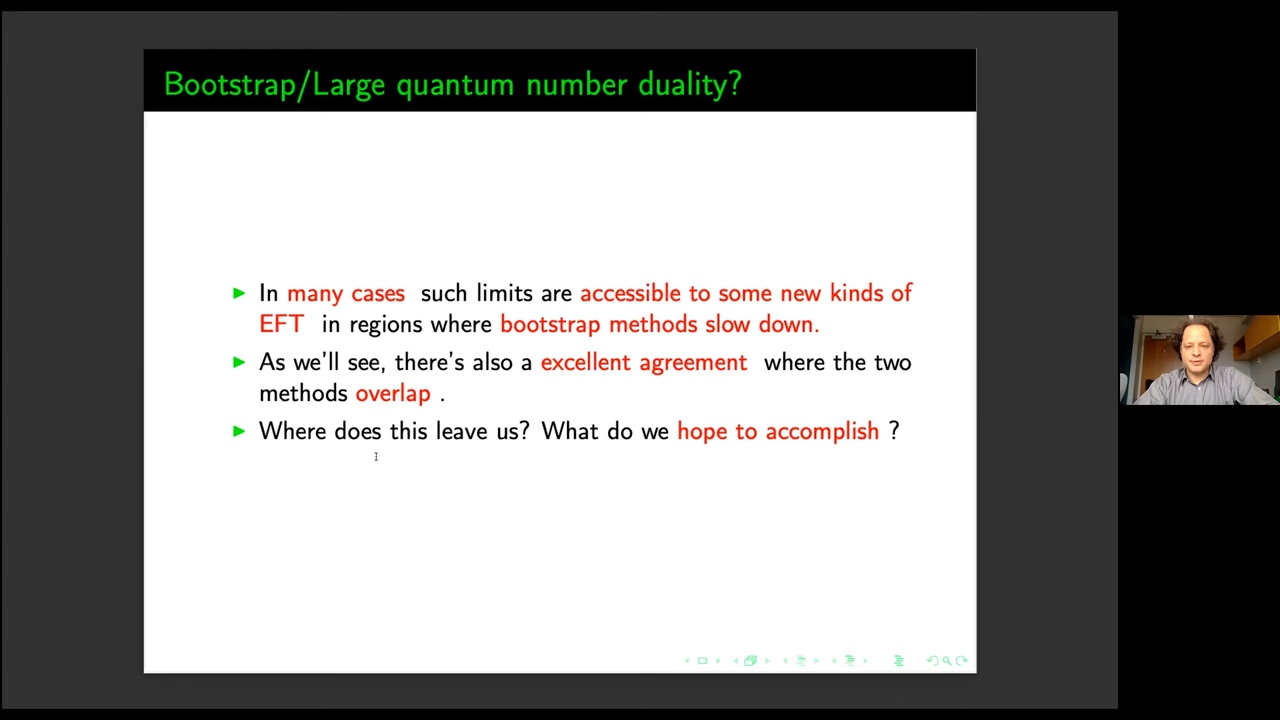 Bootstrap/Large quantum number duality?
In many cases such limits are accessible to some new kinds of
EFT in regions where bootstrap methods slow down.
As we'll see, there's also a excellent agreement where the two
methods overlap .
Where does this leave us? What do we hope to accomplish ?